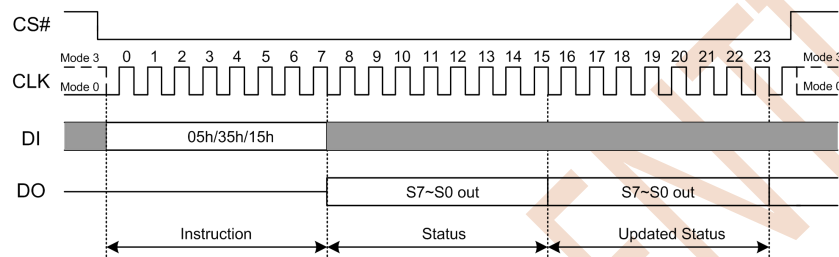 CS#
Mode 3 0 1 2 3 4 5 6 7 8 9 10 11 12 13 14 15 16 17 18 19 20 21 22 23 Mode 3
CLK
Mode 0 Mode 0
DI 05h/35h/15h
DO S7~S0 out S7~S0 out
Instruction Status Updated Status